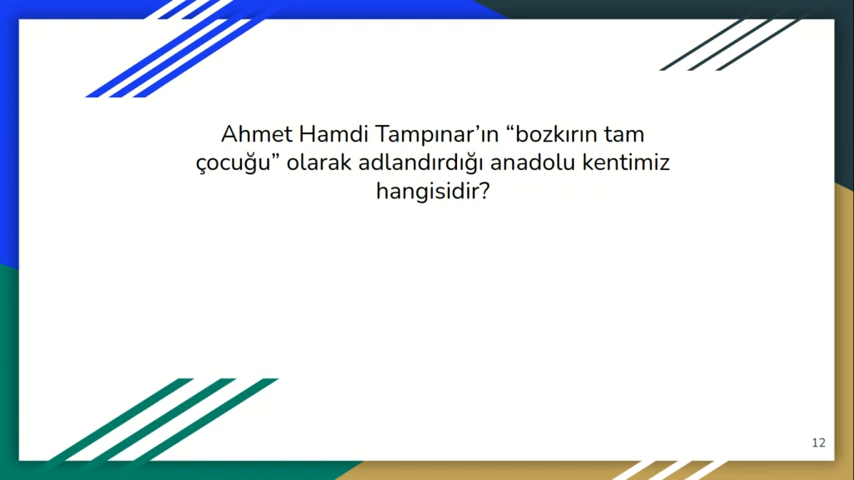 Ahmet Hamdi Tampınar’ın “bozkırın tam
çocuğu” olarak adlandırdığı anadolu kentimiz
hangisidir?
12